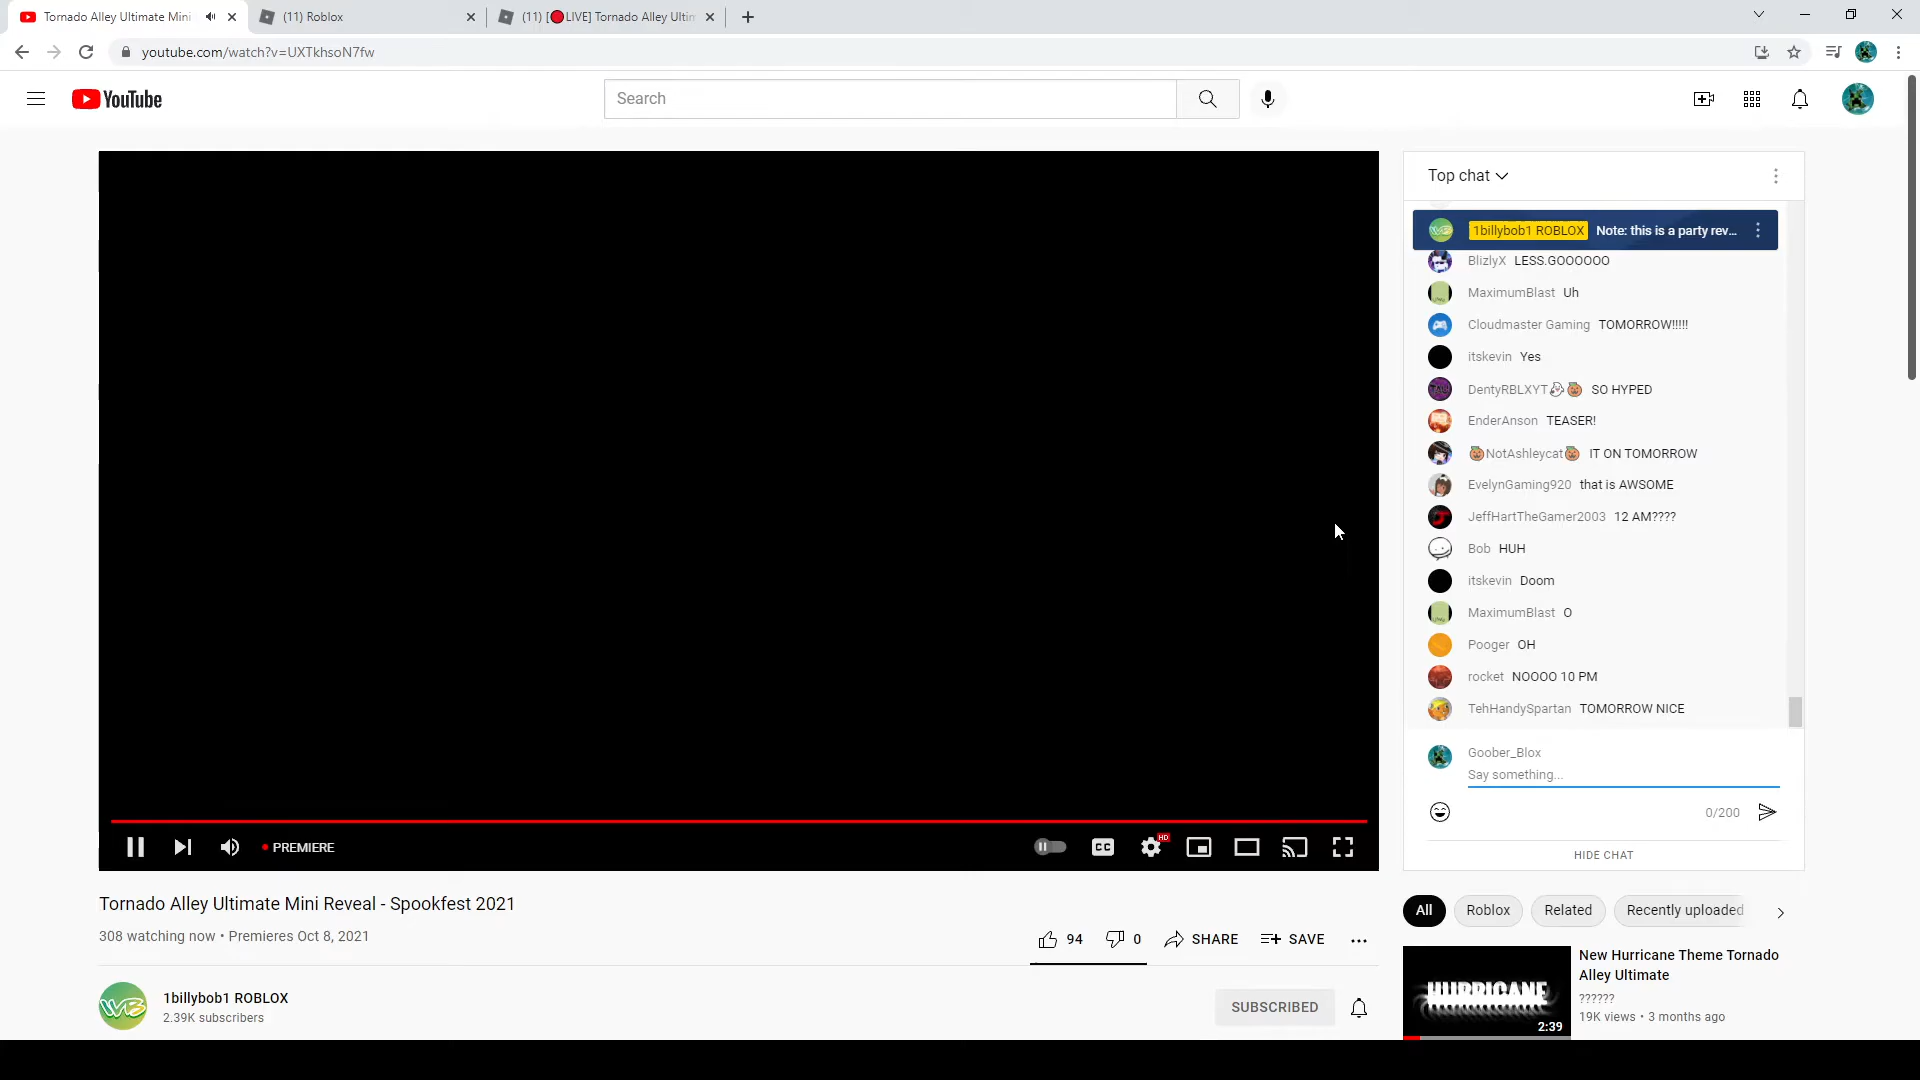 Tornado Alley Ultimate Mini
(11) Roblox
(11) [🔴LIVE] Tornado Alley Ultim
youtube.com/watch?v=UXTkhsoN7fw
YouTube
Search
Top chat
1billybob1 ROBLOX Note: this is a party rev...
BlizlyX LESS.GOOOOOO
MaximumBlast Uh
Cloudmaster Gaming TOMORROW!!!!!
itskevin Yes
DentyRBLXYT👻🎃 SO HYPED
EnderAnson TEASER!
🎃NotAshleycat🎃 IT ON TOMORROW
EvelynGaming920 that is AWSOME
JeffHartTheGamer2003 12 AM????
Bob HUH
itskevin Doom
MaximumBlast O
Pooger OH
rocket NOOOO 10 PM
TehHandySpartan TOMORROW NICE
Goober_Blox
Say something...
0/200
HIDE CHAT
PREMIERE
CC
HD
Tornado Alley Ultimate Mini Reveal - Spookfest 2021
308 watching now • Premieres Oct 8, 2021
94
0
SHARE
SAVE
WB
1billybob1 ROBLOX
2.39K subscribers
SUBSCRIBED
All
Roblox
Related
Recently uploaded
HURRICANE
2:39
New Hurricane Theme Tornado
Alley Ultimate
??????
19K views • 3 months ago